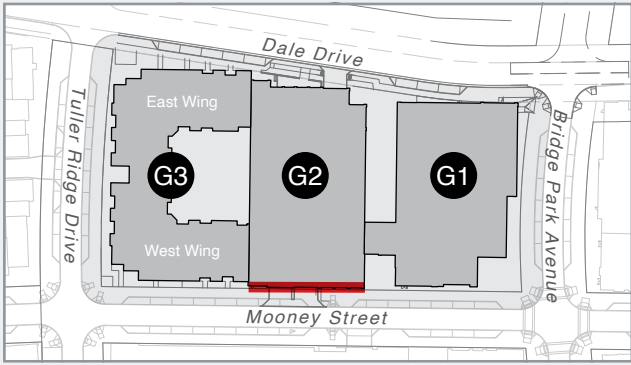 Dale Drive
East Wing
Tuller Ridge Drive
G3
G2
G1
Bridge Park Avenue
West Wing
Mooney Street